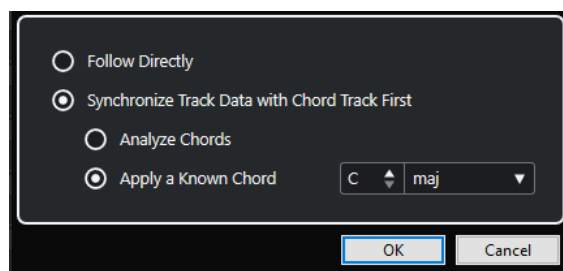 Follow Directly
Synchronize Track Data with Chord Track First
Analyze Chords
Apply a Known Chord C maj
OK Cancel